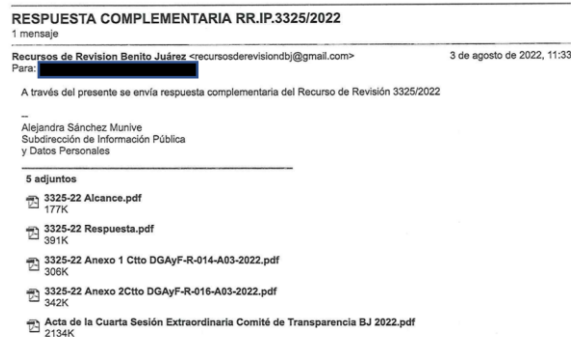 RESPUESTA COMPLEMENTARIA RR.IP.3325/2022
1 mensaje
Recursos de Revision Benito Juárez <recursosderevisiondbj@gmail.com> 3 de agosto de 2022, 11:33
Para:
A través del presente se envía respuesta complementaria del Recurso de Revisión 3325/2022
--
Alejandra Sánchez Munive
Subdirección de Información Pública
y Datos Personales
5 adjuntos
3325-22 Alcance.pdf
177K
3325-22 Respuesta.pdf
391K
3325-22 Anexo 1 Ctto DGAyF-R-014-A03-2022.pdf
306K
3325-22 Anexo 2Ctto DGAyF-R-016-A03-2022.pdf
342K
Acta de la Cuarta Sesión Extraordinaria Comité de Transparencia BJ 2022.pdf
2134K